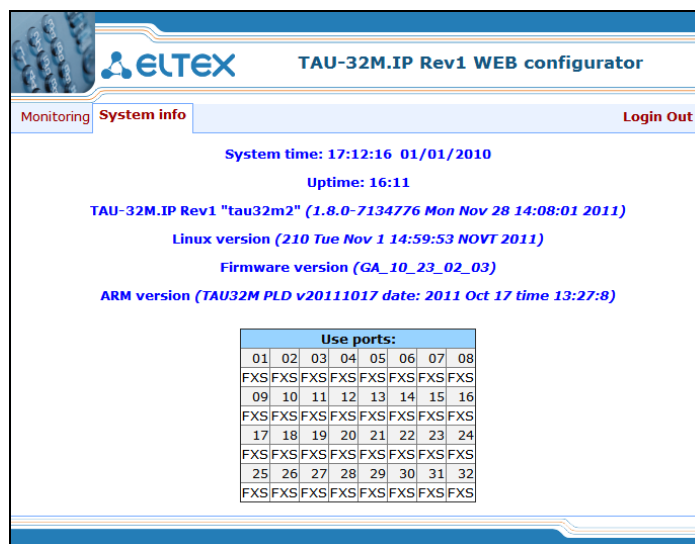 ELTEX TAU-32M.IP Rev1 WEB configurator
Monitoring System info Login Out
System time: 17:12:16 01/01/2010
Uptime: 16:11
TAU-32M.IP Rev1 "tau32m2" (1.8.0-7134776 Mon Nov 28 14:08:01 2011)
Linux version (210 Tue Nov 1 14:59:53 NOVT 2011)
Firmware version (GA_10_23_02_03)
ARM version (TAU32M PLD v20111017 date: 2011 Oct 17 time 13:27:8)
Use ports:
01 02 03 04 05 06 07 08
FXS FXS FXS FXS FXS FXS FXS FXS
09 10 11 12 13 14 15 16
FXS FXS FXS FXS FXS FXS FXS FXS
17 18 19 20 21 22 23 24
FXS FXS FXS FXS FXS FXS FXS FXS
25 26 27 28 29 30 31 32
FXS FXS FXS FXS FXS FXS FXS FXS